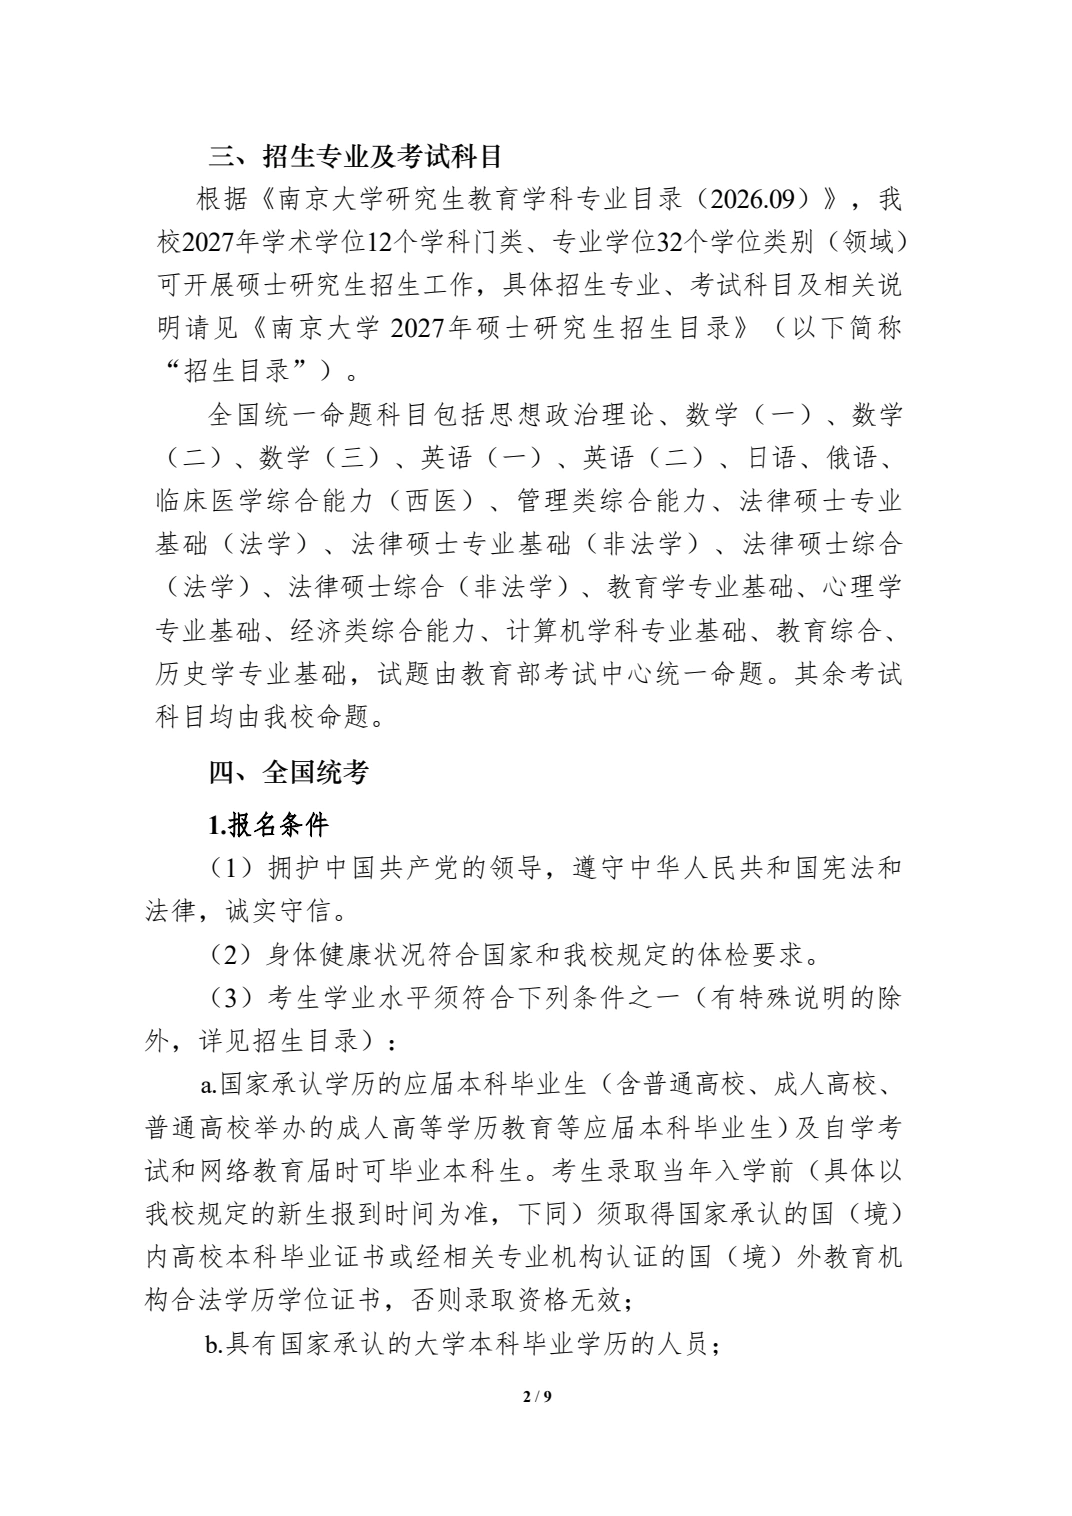 三、招生专业及考试科目
根据《南京大学研究生教育学科专业目录（2026.09）》，我
校2027年学术学位12个学科门类、专业学位32个学位类别（领域）
可开展硕士研究生招生工作，具体招生专业、考试科目及相关说
明请见《南京大学 2027年硕士研究生招生目录》（以下简称
“招生目录”）。
全国统一命题科目包括思想政治理论、数学（一）、数学
（二）、数学（三）、英语（一）、英语（二）、日语、俄语、
临床医学综合能力（西医）、管理类综合能力、法律硕士专业
基础（法学）、法律硕士专业基础（非法学）、法律硕士综合
（法学）、法律硕士综合（非法学）、教育学专业基础、心理学
专业基础、经济类综合能力、计算机学科专业基础、教育综合、
历史学专业基础，试题由教育部考试中心统一命题。其余考试
科目均由我校命题。
四、全国统考
1.报名条件
（1）拥护中国共产党的领导，遵守中华人民共和国宪法和
法律，诚实守信。
（2）身体健康状况符合国家和我校规定的体检要求。
（3）考生学业水平须符合下列条件之一（有特殊说明的除
外，详见招生目录）：
a.国家承认学历的应届本科毕业生（含普通高校、成人高校、
普通高校举办的成人高等学历教育等应届本科毕业生）及自学考
试和网络教育届时可毕业本科生。考生录取当年入学前（具体以
我校规定的新生报到时间为准，下同）须取得国家承认的国（境）
内高校本科毕业证书或经相关专业机构认证的国（境）外教育机
构合法学历学位证书，否则录取资格无效；
b.具有国家承认的大学本科毕业学历的人员；
2 / 9